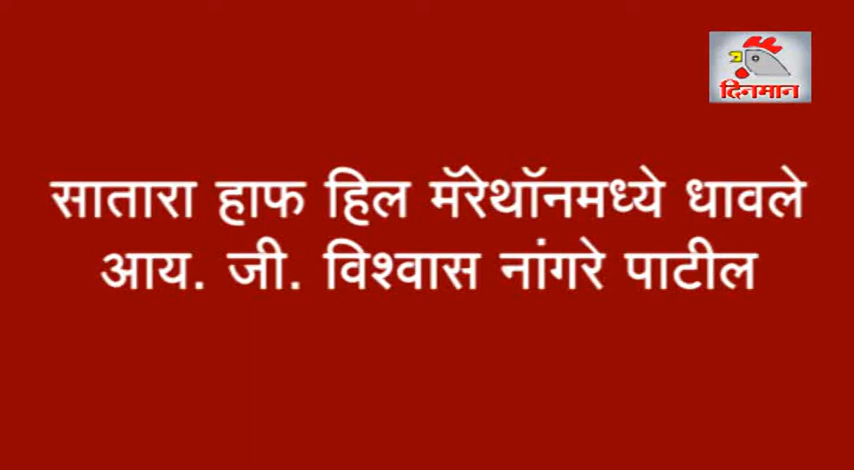 दिनमान
सातारा हाफ हिल मॅरेथॉनमध्ये धावले
आय. जी. विश्वास नांगरे पाटील